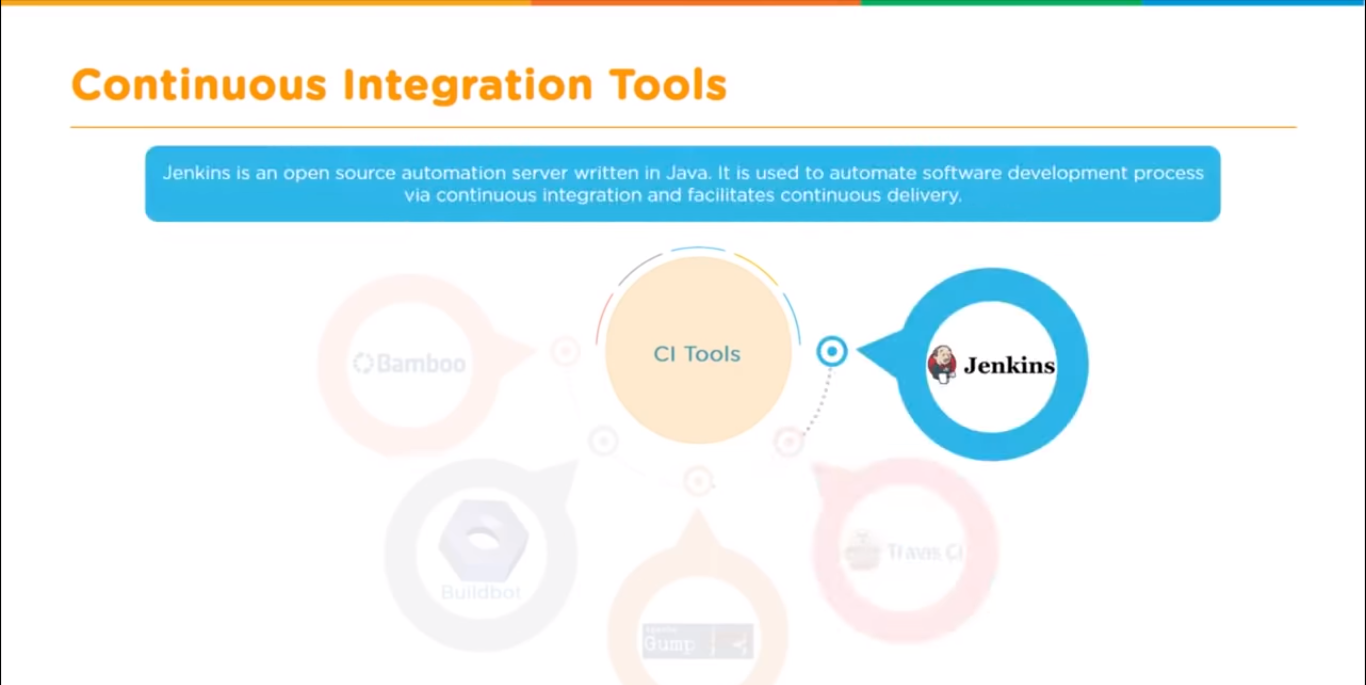 Continuous Integration Tools
Jenkins is an open source automation server written in Java. It is used to automate software development process
via continuous integration and facilitates continuous delivery.
CI Tools
Bamboo
Jenkins
Buildbot
Travis CI
Gump